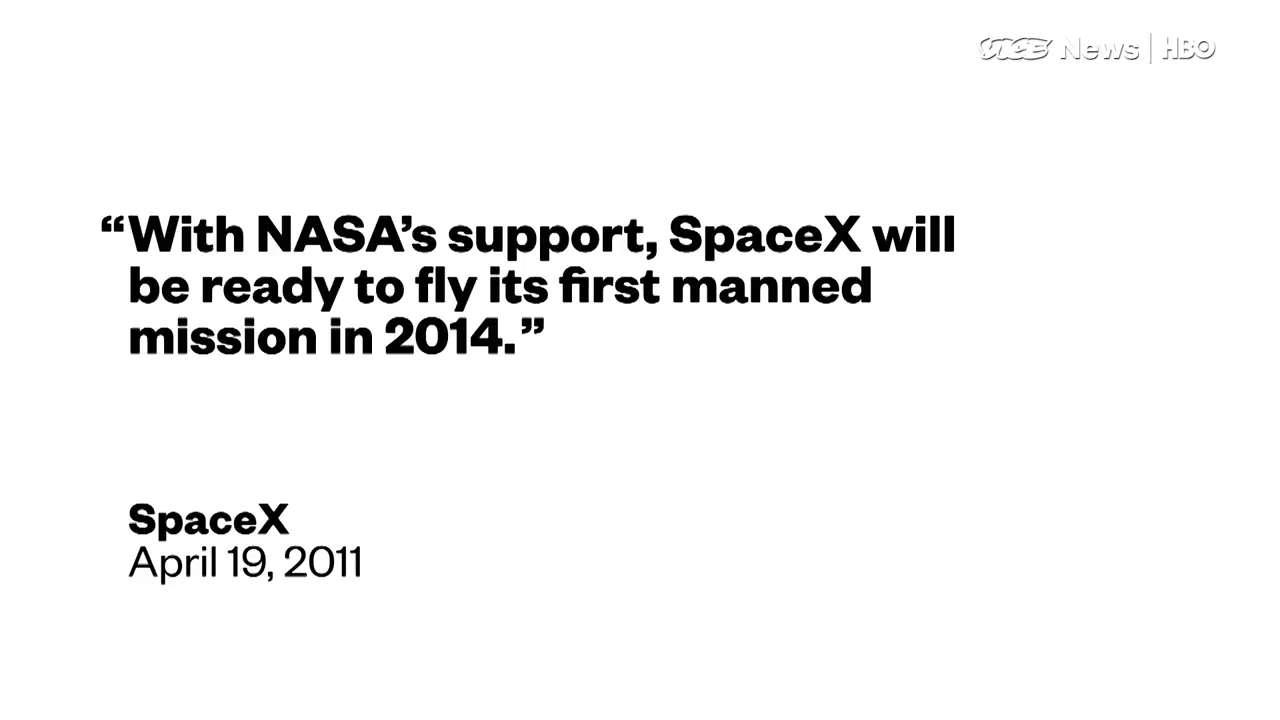 VICE News | HBO
“With NASA’s support, SpaceX will
be ready to fly its first manned
mission in 2014.”
SpaceX
April 19, 2011